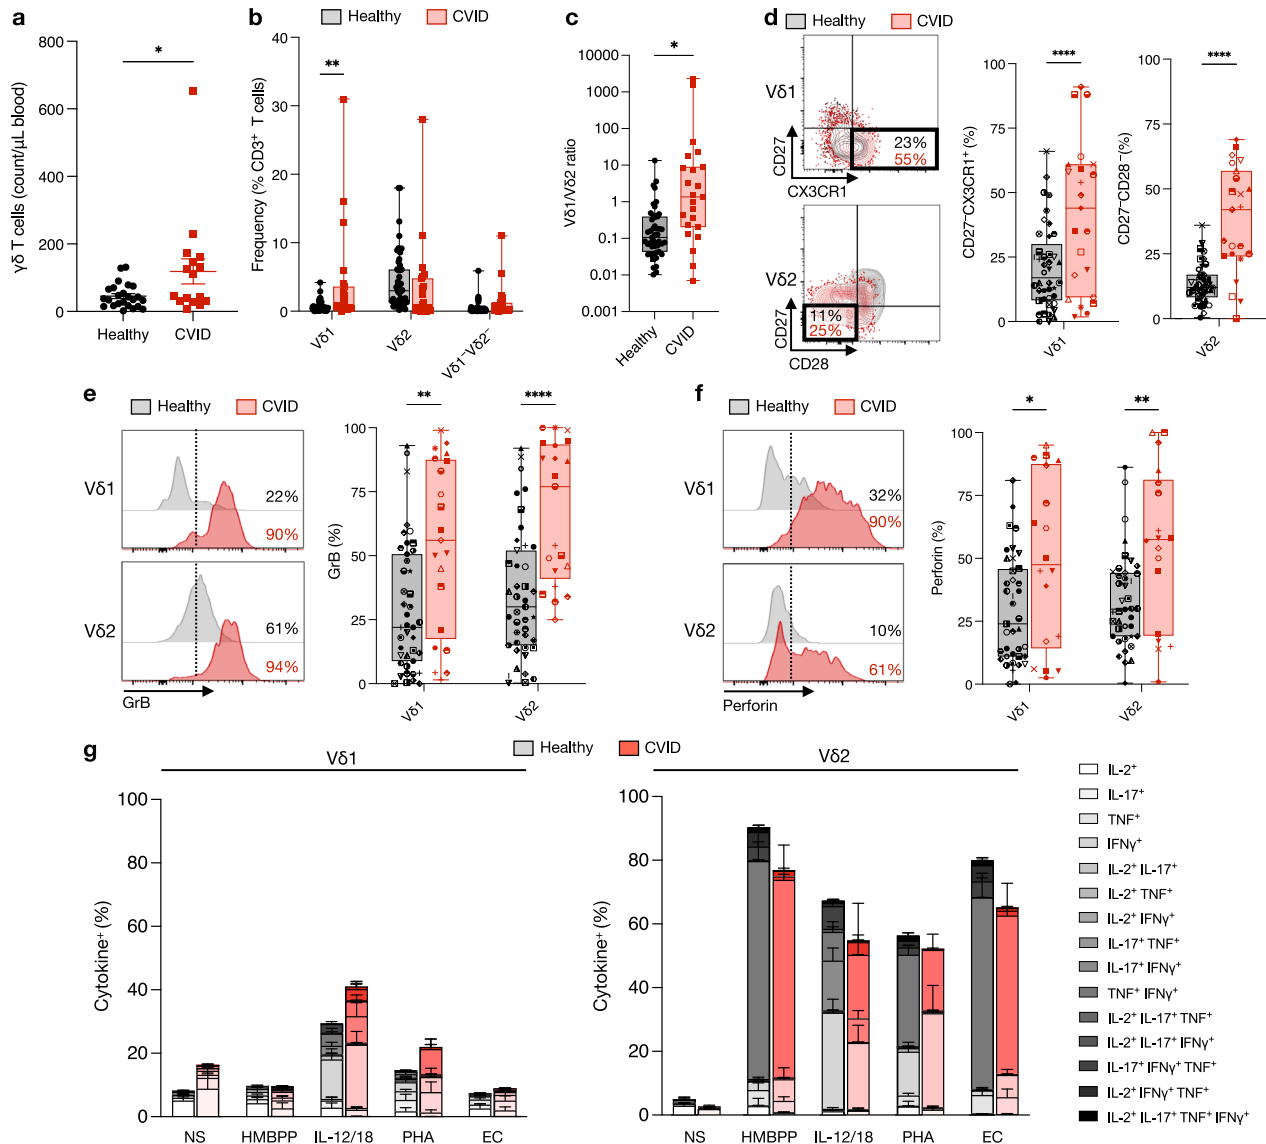 a
b
Healthy
CVID
c
d
Healthy
CVID
γδ T cells (count/μL blood)
800
600
400
200
0
*
Healthy
CVID
Frequency (% CD3⁺ T cells)
40
30
20
10
0
**
Vδ1
Vδ2
Vδ1⁻Vδ2⁻
Vδ1/Vδ2 ratio
10000
1000
100
10
1
0.1
0.01
0.001
*
Healthy
CVID
Vδ1
CD27
CX3CR1
23%
55%
Vδ2
CD27
CD28
11%
25%
CD27⁻CX3CR1⁺ (%)
100
75
50
25
0
****
Vδ1
CD27⁻CD28⁻ (%)
100
75
50
25
0
****
Vδ2
e
Healthy
CVID
Vδ1
22%
90%
Vδ2
61%
94%
GrB
GrB (%)
100
75
50
25
0
**
****
Vδ1
Vδ2
f
Healthy
CVID
Vδ1
32%
90%
Vδ2
10%
61%
Perforin
Perforin (%)
100
75
50
25
0
*
**
Vδ1
Vδ2
g
Vδ1
Healthy
CVID
Vδ2
Cytokine⁺ (%)
100
80
60
40
20
0
NS
HMBPP
IL-12/18
PHA
EC
Cytokine⁺ (%)
100
80
60
40
20
0
NS
HMBPP
IL-12/18
PHA
EC
IL-2⁺
IL-17⁺
TNF⁺
IFNγ⁺
IL-2⁺ IL-17⁺
IL-2⁺ TNF⁺
IL-2⁺ IFNγ⁺
IL-17⁺ TNF⁺
IL-17⁺ IFNγ⁺
TNF⁺ IFNγ⁺
IL-2⁺ IL-17⁺ TNF⁺
IL-2⁺ IL-17⁺ IFNγ⁺
IL-17⁺ IFNγ⁺ TNF⁺
IL-2⁺ IFNγ⁺ TNF⁺
IL-2⁺ IL-17⁺ TNF⁺ IFNγ⁺